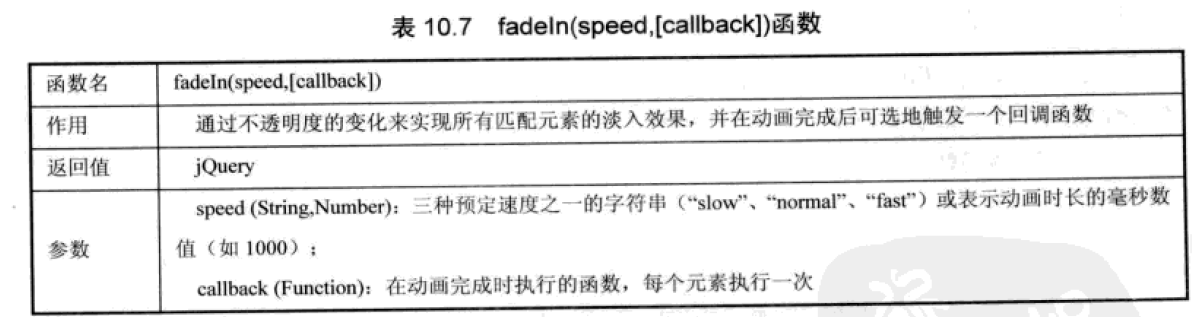 表 10.7 fadeIn(speed,[callback])函数
函数名 fadeIn(speed,[callback])
作用 通过不透明度的变化来实现所有匹配元素的淡入效果，并在动画完成后可选地触发一个回调函数
返回值 jQuery
speed (String,Number)：三种预定速度之一的字符串（“slow”、“normal”、“fast”）或表示动画时长的毫秒数
参数 值（如 1000）；
callback (Function)：在动画完成时执行的函数，每个元素执行一次